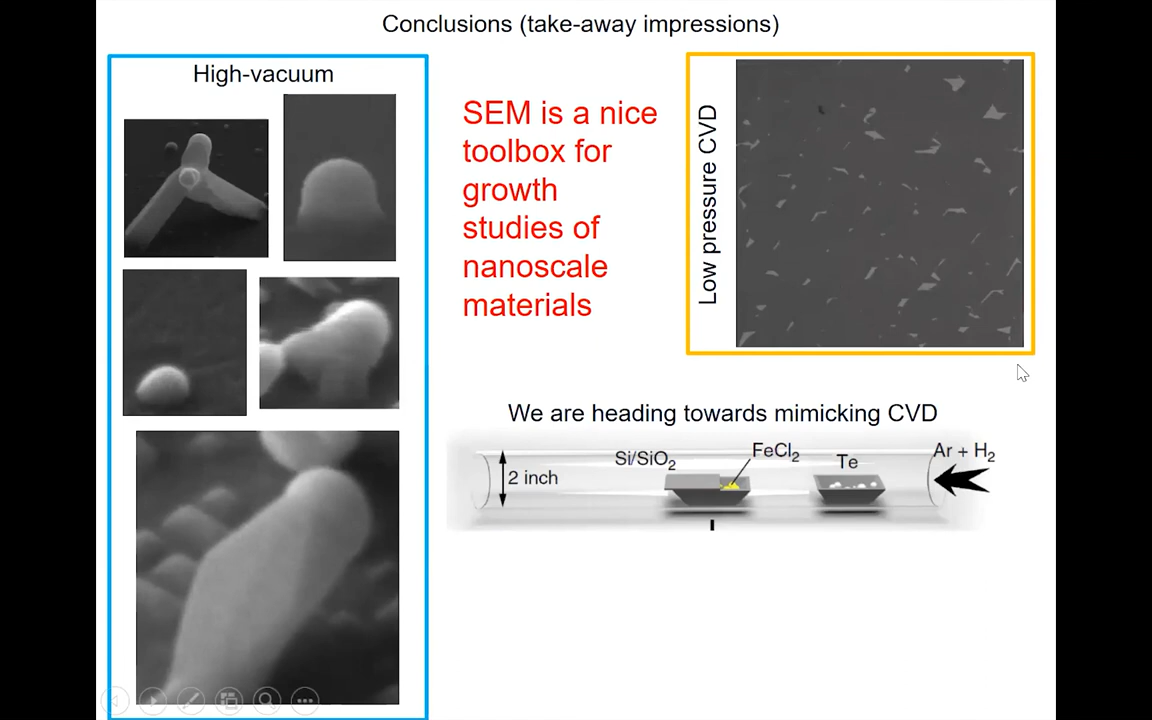 Conclusions (take-away impressions)
High-vacuum
SEM is a nice
toolbox for
growth
studies of
nanoscale
materials
Low pressure CVD
We are heading towards mimicking CVD
2 inch
Si/SiO₂
FeCl₂
Te
Ar + H₂